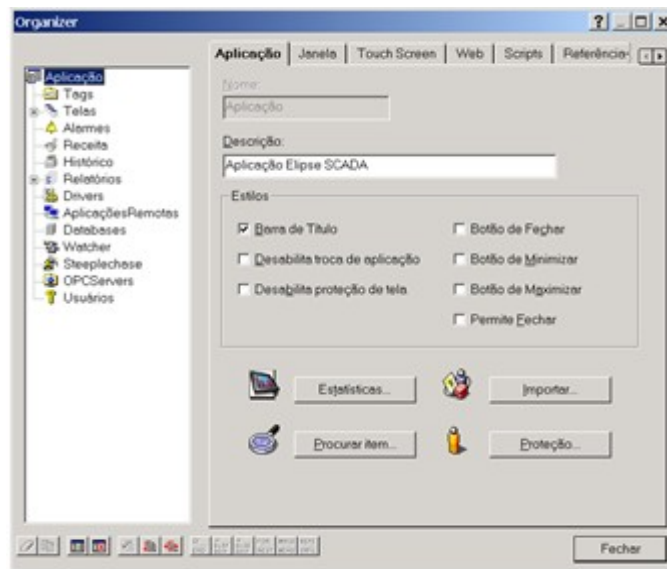 Organizer
Aplicação
Tags
Telas
Alarmes
Receita
Histórico
Relatórios
Drivers
AplicaçõesRemotas
Databases
Watcher
Steeplechase
OPCServers
Usuários
Aplicação Janela Touch Screen Web Scripts Referência
Nome:
Aplicação
Descrição:
Aplicação Elipse SCADA
Estilos
Barra de Título
Botão de Fechar
Desabilita troca de aplicação
Botão de Minimizar
Desabilita proteção de tela
Botão de Maximizar
Permite Fechar
Estatísticas...
Importar...
Procurar item...
Proteção...
Fechar